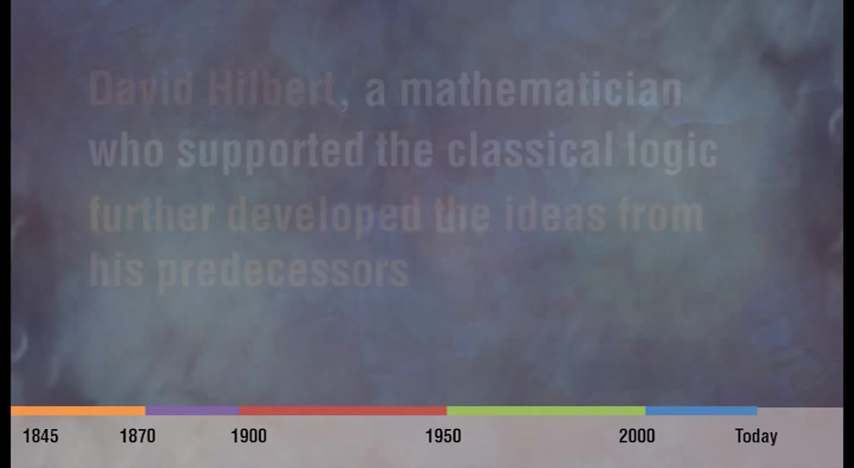 David Hilbert, a mathematician
who supported the classical logic
further developed the ideas from
his predecessors
1845 1870 1900 1950 2000 Today